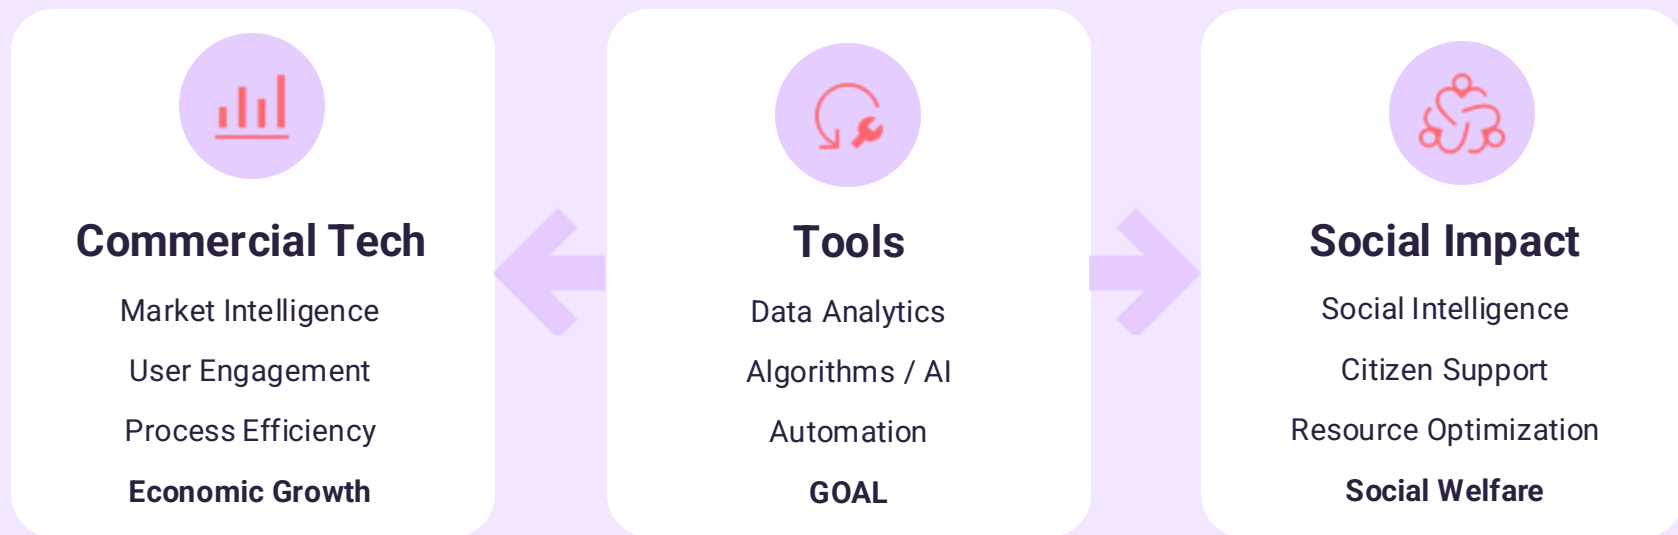 Commercial Tech
Market Intelligence
User Engagement
Process Efficiency
Economic Growth
Tools
Data Analytics
Algorithms / AI
Automation
GOAL
Social Impact
Social Intelligence
Citizen Support
Resource Optimization
Social Welfare